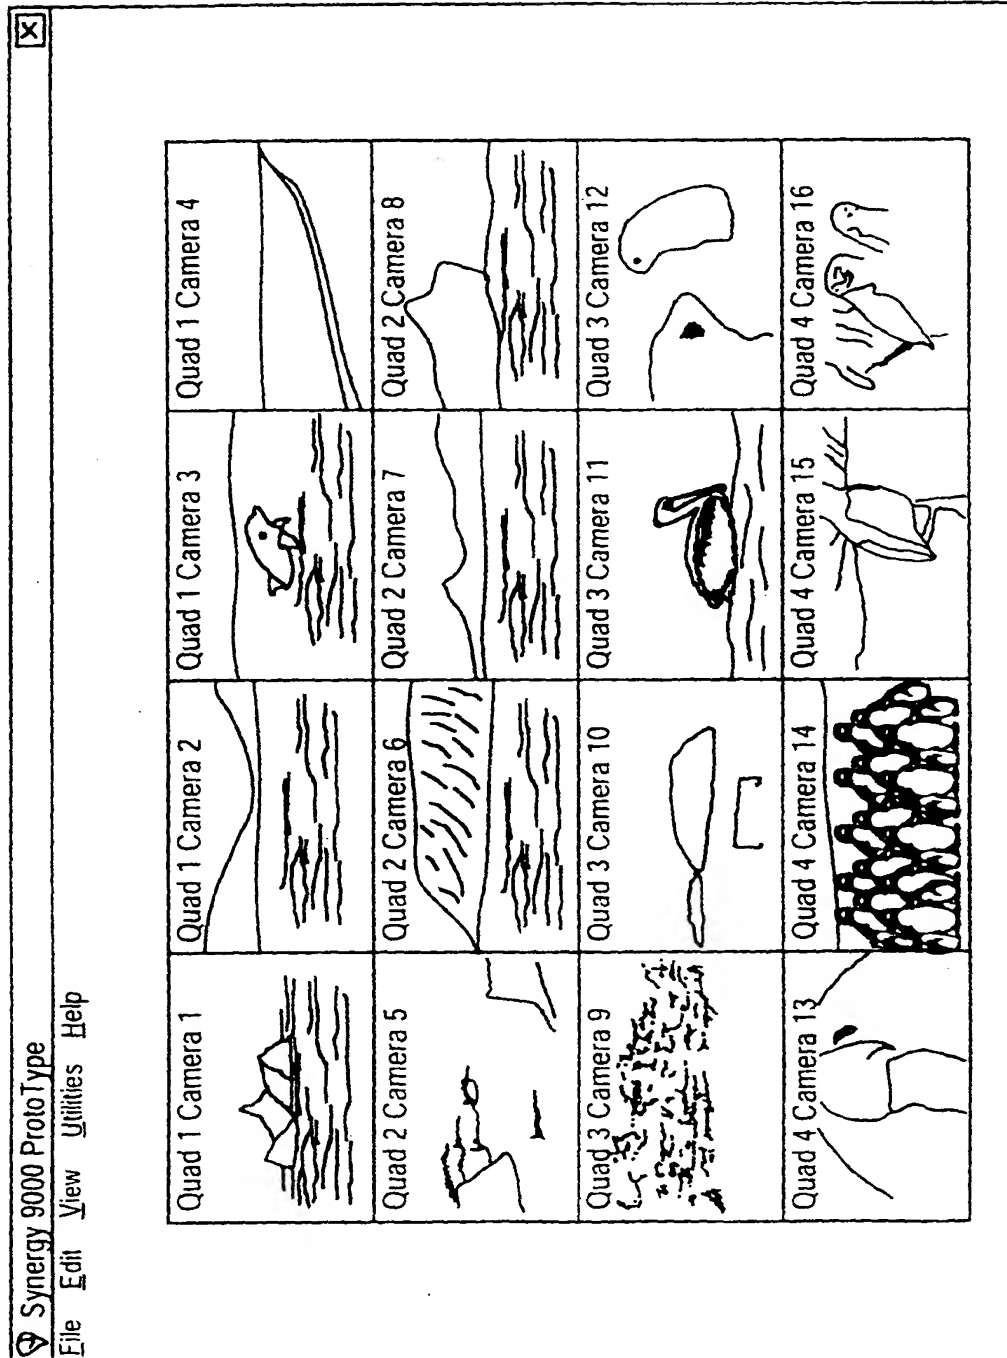 Synergy 9000 ProtoType
File Edit View Utilities Help
Quad 1 Camera 1
Quad 1 Camera 2
Quad 1 Camera 3
Quad 1 Camera 4
Quad 2 Camera 5
Quad 2 Camera 6
Quad 2 Camera 7
Quad 2 Camera 8
Quad 3 Camera 9
Quad 3 Camera 10
Quad 3 Camera 11
Quad 3 Camera 12
Quad 4 Camera 13
Quad 4 Camera 14
Quad 4 Camera 15
Quad 4 Camera 16